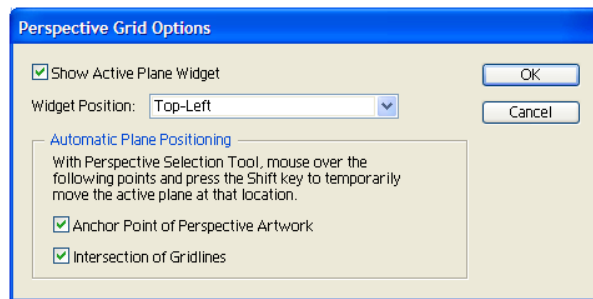 Perspective Grid Options
Show Active Plane Widget
OK
Widget Position: Top-Left
Cancel
Automatic Plane Positioning
With Perspective Selection Tool, mouse over the
following points and press the Shift key to temporarily
move the active plane at that location.
Anchor Point of Perspective Artwork
Intersection of Gridlines